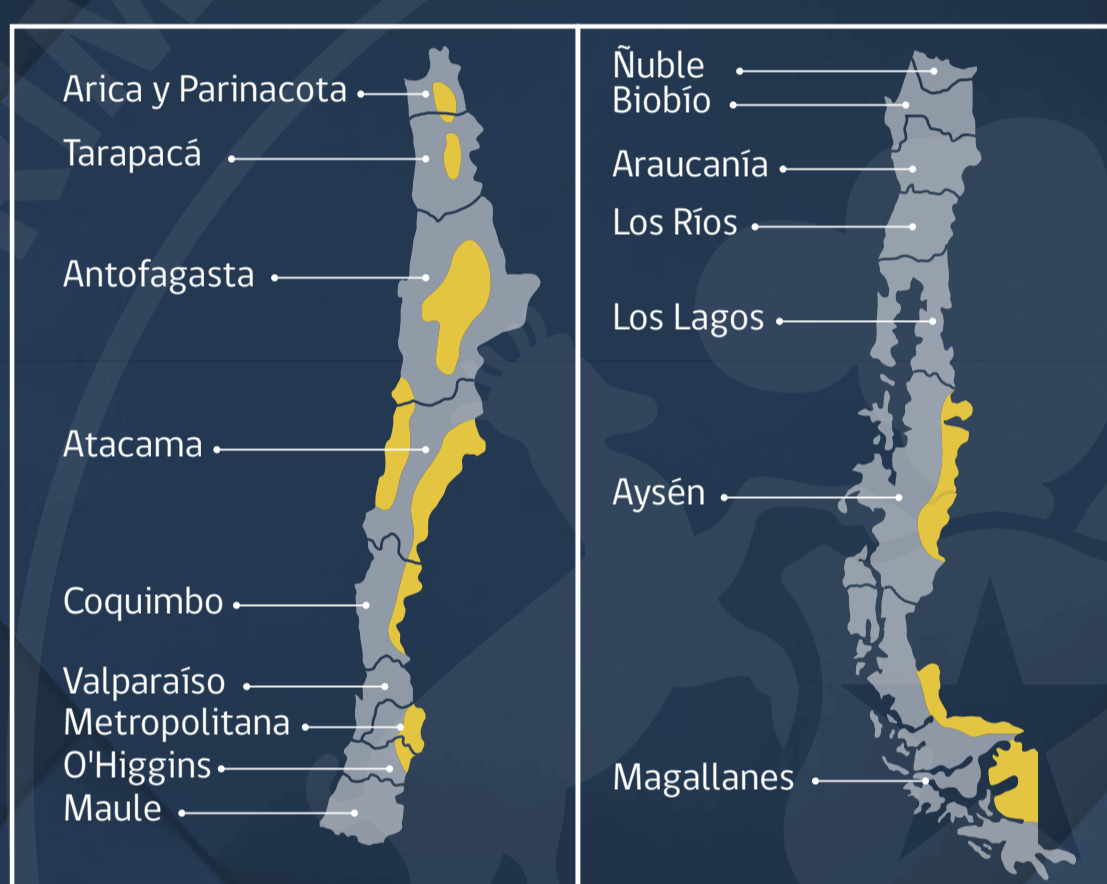 Arica y Parinacota
Tarapacá
Antofagasta
Atacama
Coquimbo
Valparaíso
Metropolitana
O'Higgins
Maule
Ñuble
Biobío
Araucanía
Los Ríos
Los Lagos
Aysén
Magallanes